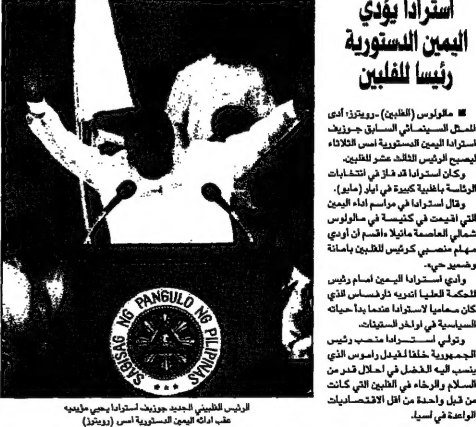 استرادا يؤدي
اليمين الدستورية
رئيسا للفلبين
■ مالولوس (الفلبين) - رويترز: أدى
الممثل السينمائي السابق جوزيف
استرادا اليمين الدستورية امس الثلاثاء
ليصبح الرئيس الثالث عشر للفلبين.
وكان استرادا قد فاز في انتخابات
الرئاسة باغلبية كبيرة في ايار (مايو).
وقال استرادا في مراسم اداء اليمين
التي اقيمت في كنيسة في مالولوس
شمالي العاصمة مانيلا «اقسم ان أودي
مهام منصبي كرئيس للفلبين بامانة
وضمير حي».
وأدى استرادا اليمين امام رئيس
المحكمة العليا اندريه نارفساس الذي
كان محاميا لاسترادا عندما بدأ حياته
السياسية في اواخر الستينات.
وتولى استرادا منصب رئيس
الجمهورية خلفا لفيدل راموس الذي
ينسب اليه الفضل في احلال قدر من
السلام والرخاء في الفلبين التي كانت
من قبل واحدة من اقل الاقتصاديات
الواعدة في اسيا.
SAGISAG NG PANGULO NG PILIPINAS
الرئيس الفلبيني الجديد جوزيف استرادا يحيي مؤيديه
عقب ادائه اليمين الدستورية امس (رويترز)